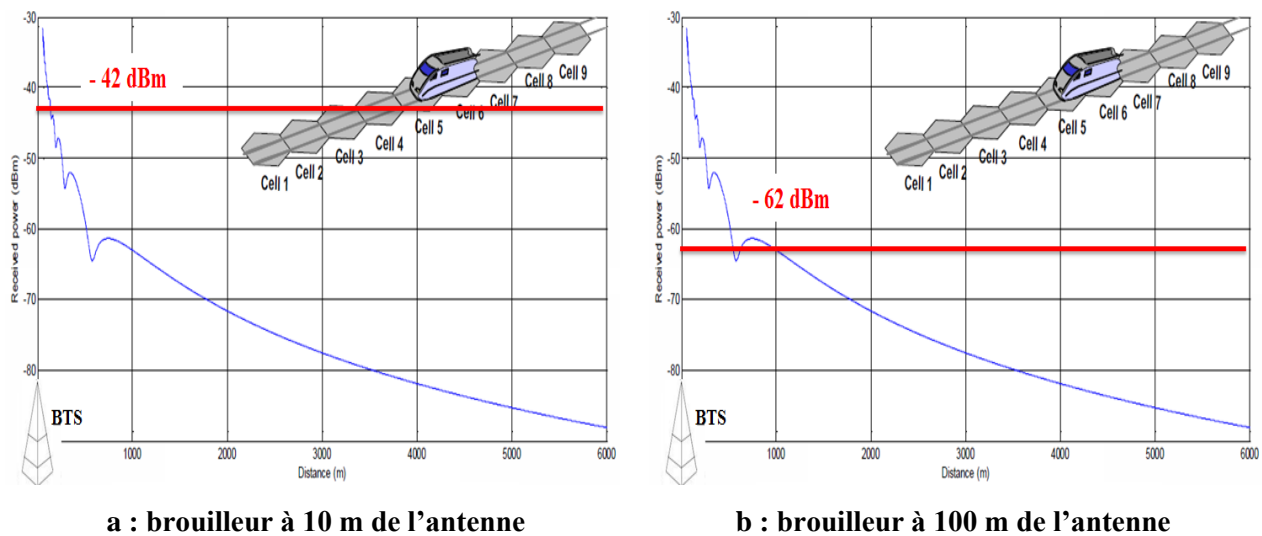 -30
-40
-50
-60
-70
-80
Received power (dBm)
- 42 dBm
Cell 1
Cell 2
Cell 3
Cell 4
Cell 5
Cell 6
Cell 7
Cell 8
Cell 9
BTS
1000
2000
3000
4000
5000
6000
Distance (m)
-30
-40
-50
-60
-70
-80
Received power (dBm)
- 62 dBm
Cell 1
Cell 2
Cell 3
Cell 4
Cell 5
Cell 6
Cell 7
Cell 8
Cell 9
BTS
1000
2000
3000
4000
5000
6000
Distance (m)
a : brouilleur à 10 m de l’antenne
b : brouilleur à 100 m de l’antenne